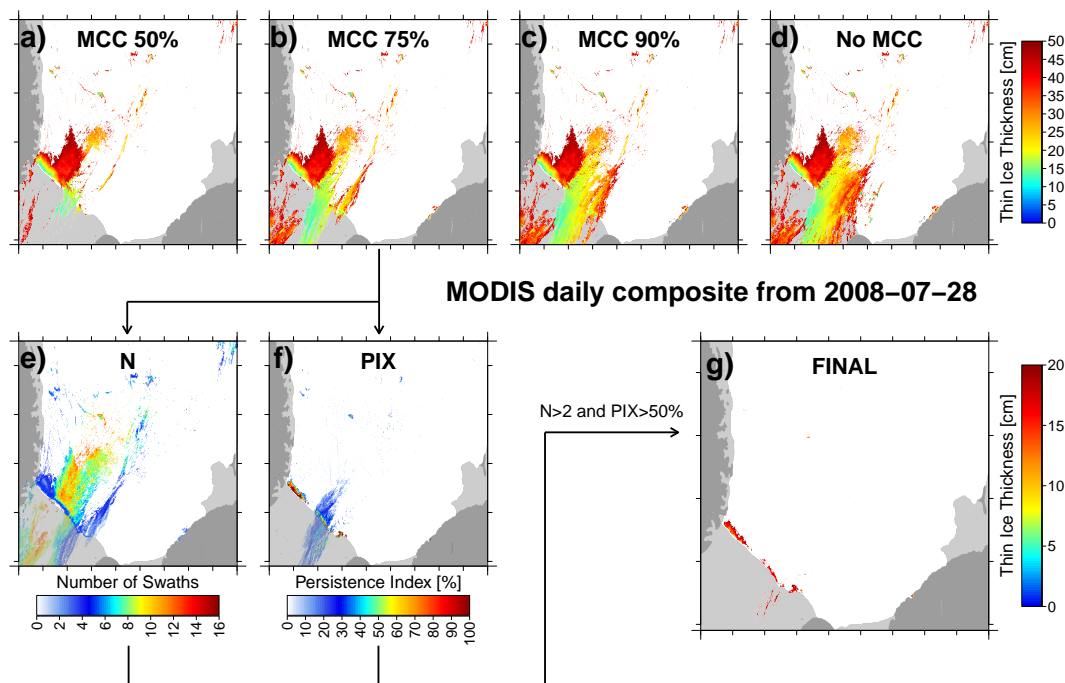 a) MCC 50%
b) MCC 75%
c) MCC 90%
d) No MCC
50
45
40
35
30
25
20
15
10
5
0
Thin Ice Thickness [cm]
MODIS daily composite from 2008−07−28
e) N
f) PIX
g) FINAL
N>2 and PIX>50%
20
15
10
5
0
Thin Ice Thickness [cm]
Number of Swaths
0 2 4 6 8 10 12 14 16
Persistence Index [%]
0 10 20 30 40 50 60 70 80 90 100